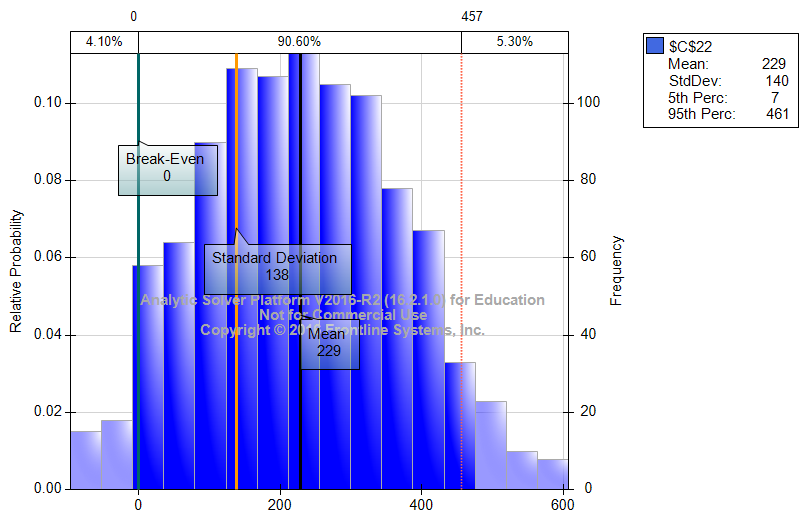 0
457
4.10%
90.60%
5.30%
$C$22
Mean: 229
StdDev: 140
5th Perc: 7
95th Perc: 461
0.10
0.08
0.06
0.04
0.02
0.00
Relative Probability
Break-Even
0
Standard Deviation
138
Analytic Solver Platform V2016-R2 (16.2.1.0) for Education
Not for Commercial Use
Copyright © Frontline Systems, Inc.
Mean
229
100
80
60
40
20
0
Frequency
0
200
400
600